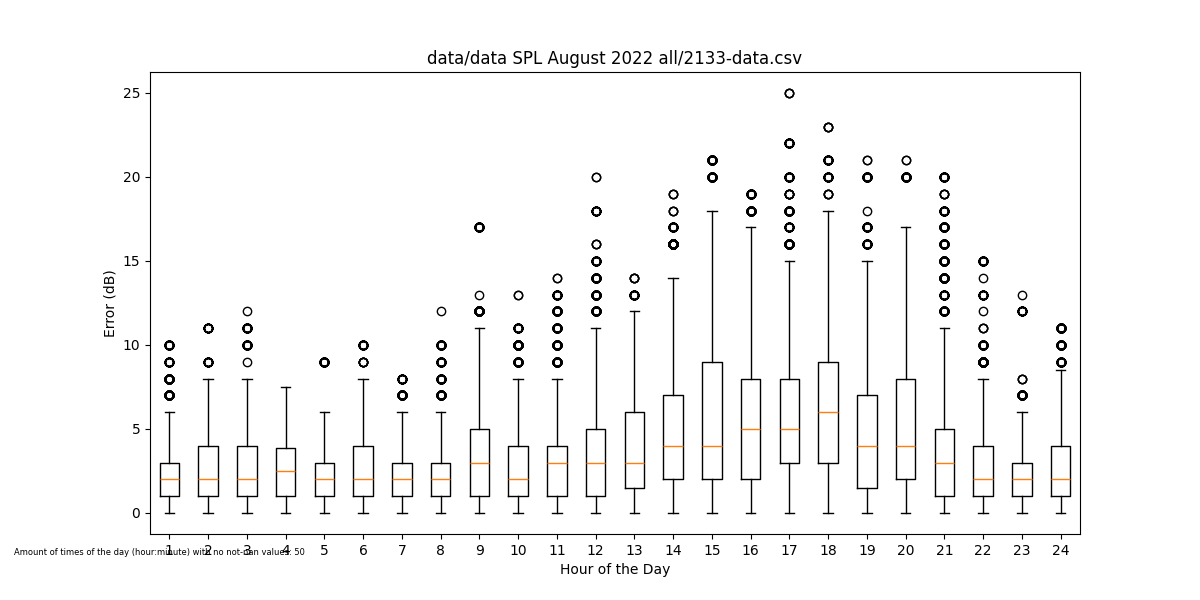 data/data SPL August 2022 all/2133-data.csv
25
20
15
10
5
0
Error (dB)
1 2 3 4 5 6 7 8 9 10 11 12 13 14 15 16 17 18 19 20 21 22 23 24
Amount of times of the day (hour:minute) with no not-nan values: 50
Hour of the Day